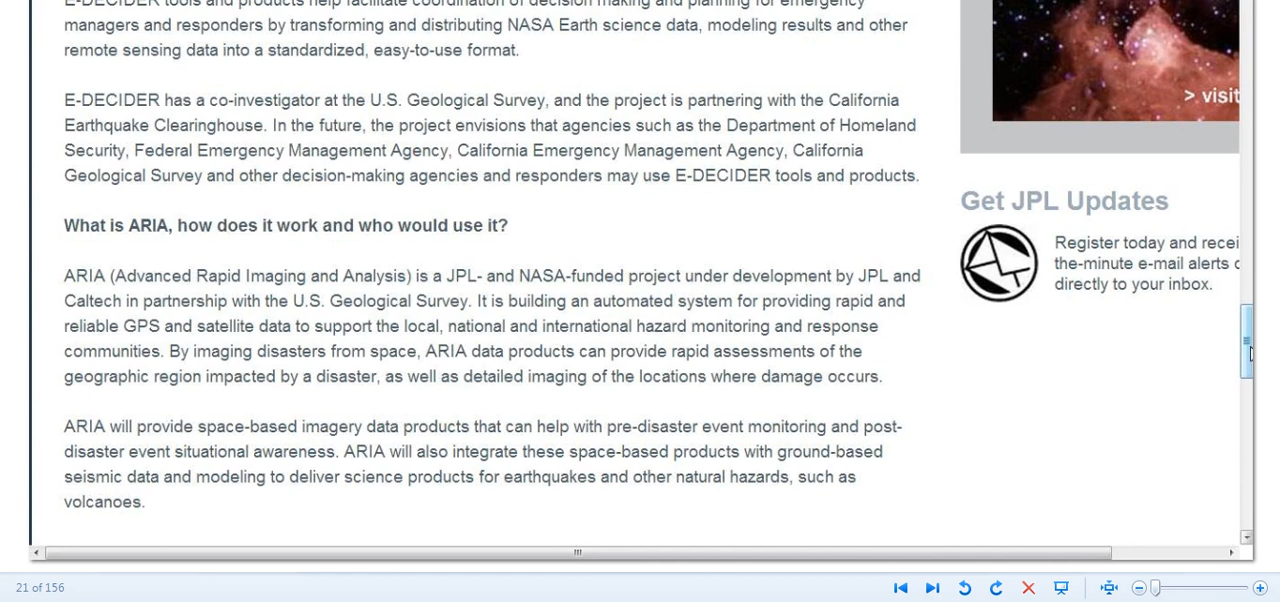 E-DECIDER tools and products help facilitate coordination of decision making and planning for emergency
managers and responders by transforming and distributing NASA Earth science data, modeling results and other
remote sensing data into a standardized, easy-to-use format.
E-DECIDER has a co-investigator at the U.S. Geological Survey, and the project is partnering with the California
Earthquake Clearinghouse. In the future, the project envisions that agencies such as the Department of Homeland
Security, Federal Emergency Management Agency, California Emergency Management Agency, California
Geological Survey and other decision-making agencies and responders may use E-DECIDER tools and products.
What is ARIA, how does it work and who would use it?
ARIA (Advanced Rapid Imaging and Analysis) is a JPL- and NASA-funded project under development by JPL and
Caltech in partnership with the U.S. Geological Survey. It is building an automated system for providing rapid and
reliable GPS and satellite data to support the local, national and international hazard monitoring and response
communities. By imaging disasters from space, ARIA data products can provide rapid assessments of the
geographic region impacted by a disaster, as well as detailed imaging of the locations where damage occurs.
ARIA will provide space-based imagery data products that can help with pre-disaster event monitoring and post-
disaster event situational awareness. ARIA will also integrate these space-based products with ground-based
seismic data and modeling to deliver science products for earthquakes and other natural hazards, such as
volcanoes.
> visit
Get JPL Updates
Register today and recei
the-minute e-mail alerts
directly to your inbox.
21 of 156